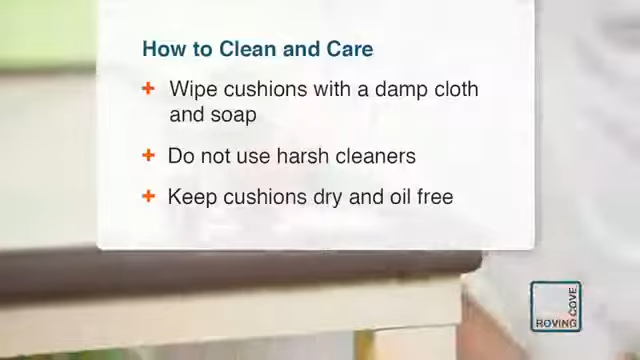 How to Clean and Care
+ Wipe cushions with a damp cloth
and soap
+ Do not use harsh cleaners
+ Keep cushions dry and oil free
ROVING COVE